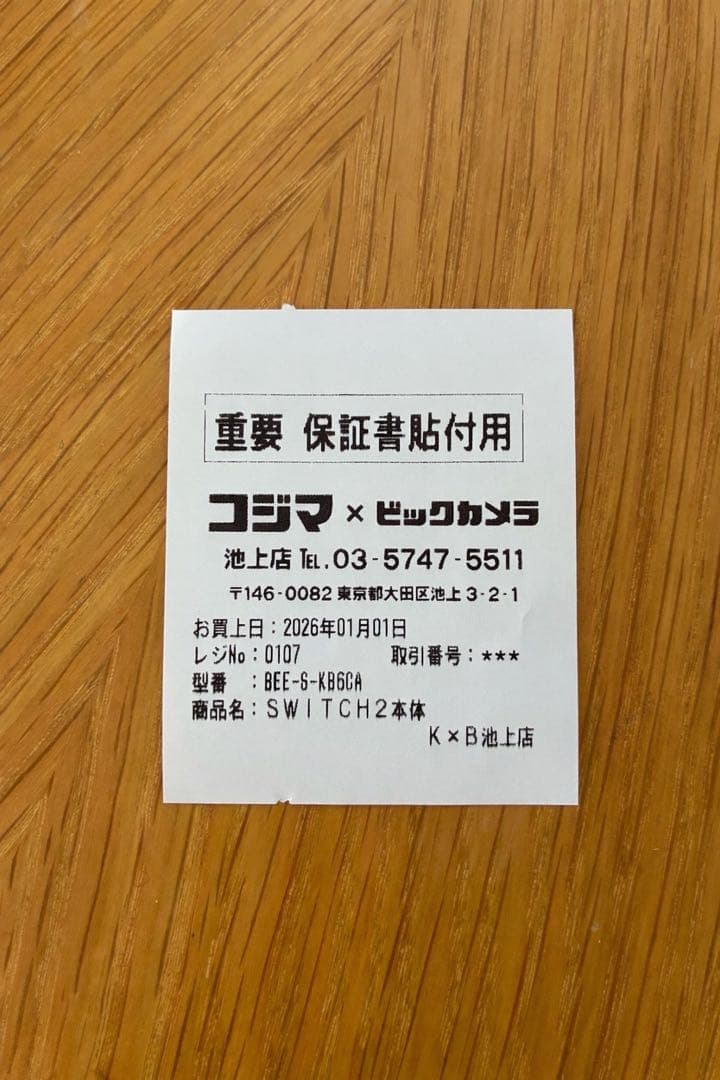 重要 保証書貼付用
コジマ×ビックカメラ
池上店 TEL.03-5747-5511
〒146-0082 東京都大田区池上3-2-1
お買上日：2026年01月01日
レジNo：0107 取引番号：***
型番 ：BEE-S-KB6CA
商品名：ＳＷＩＴＣＨ２本体
Ｋ×Ｂ池上店